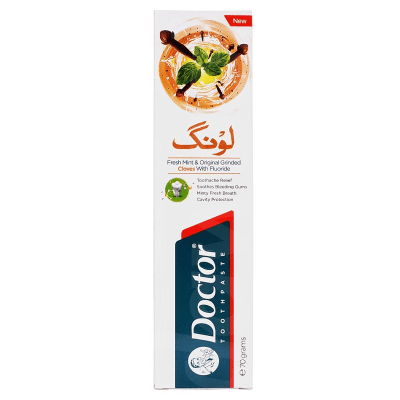 New
لونگ
Fresh Mint & Original Grinded
Cloves With Fluoride
Toothache Relief
Soothes Bleeding Gums
Minty Fresh Breath
Cavity Protection
Doctor®
TOOTHPASTE
℮ 70 grams